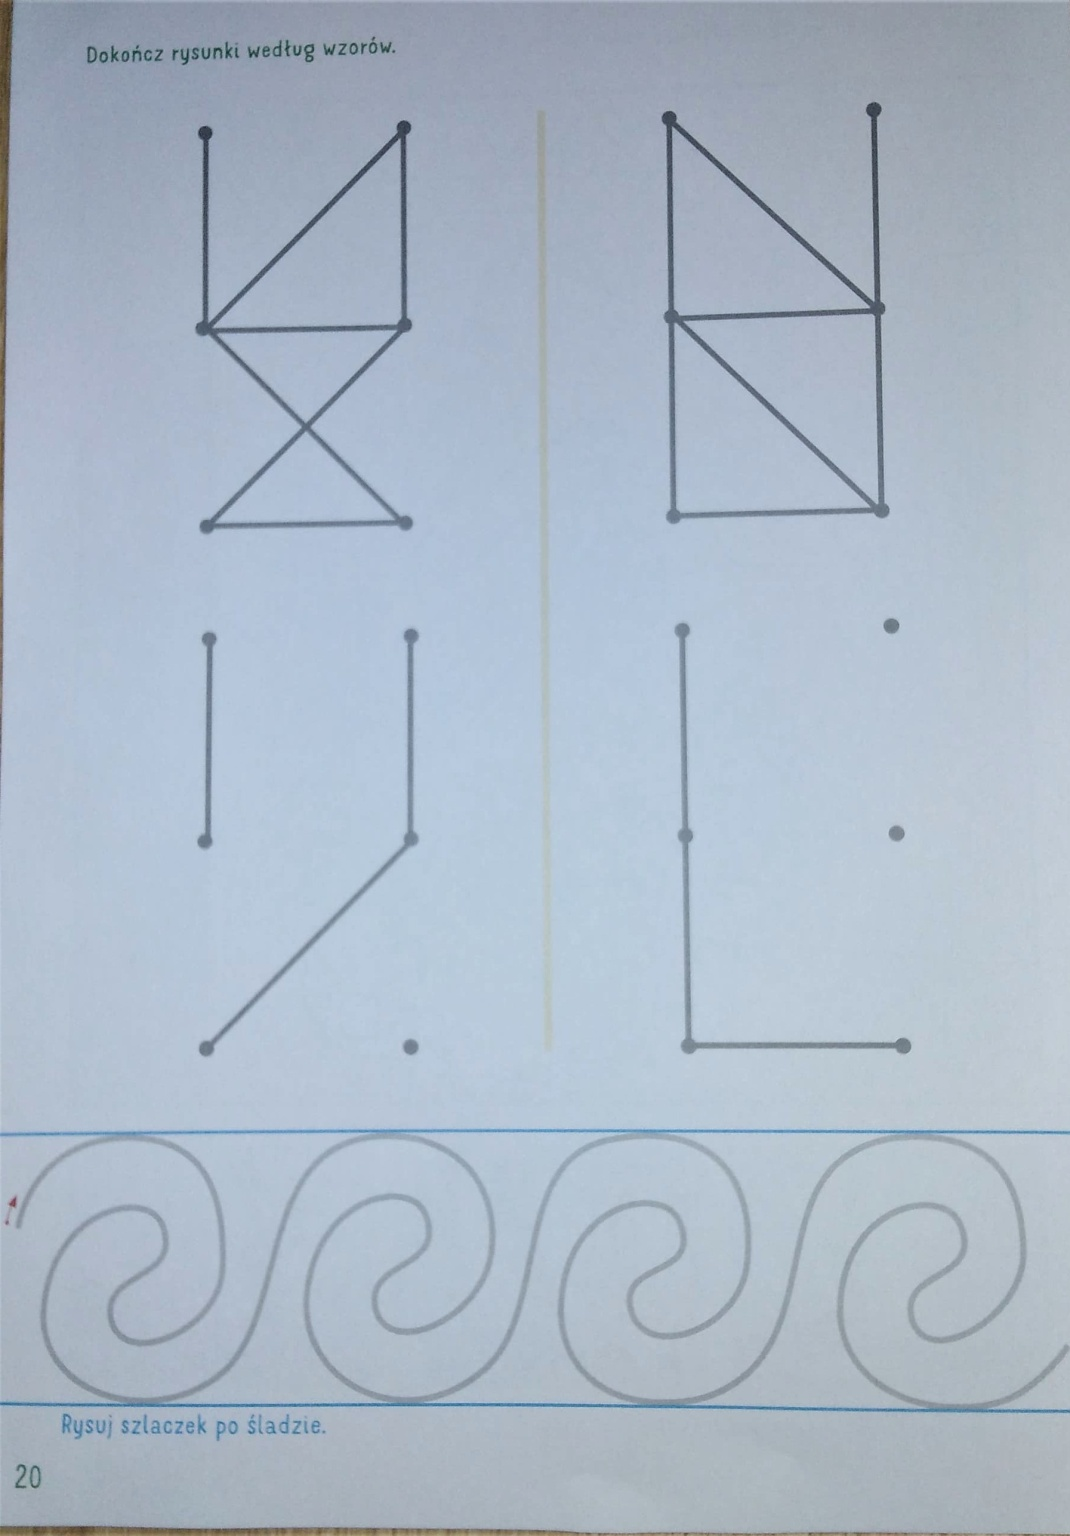 Dokończ rysunki według wzorów.
Rysuj szlaczek po śladzie.
20